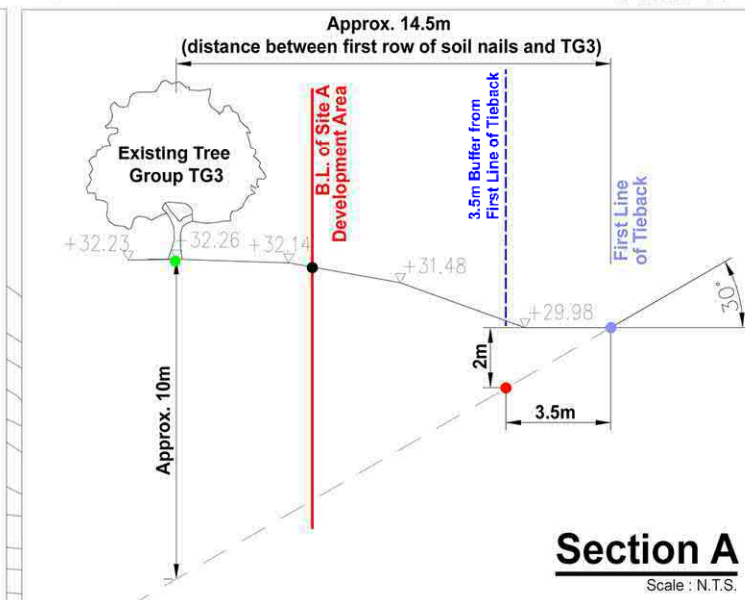 Approx. 14.5m
(distance between first row of soil nails and TG3)
Existing Tree
Group TG3
B.L. of Site A
Development Area
3.5m Buffer from
First Line of Tieback
First Line
of Tieback
+32.23
+32.26
+32.14
+31.48
+29.98
30°
2m
3.5m
Approx. 10m
Section A
Scale : N.T.S.